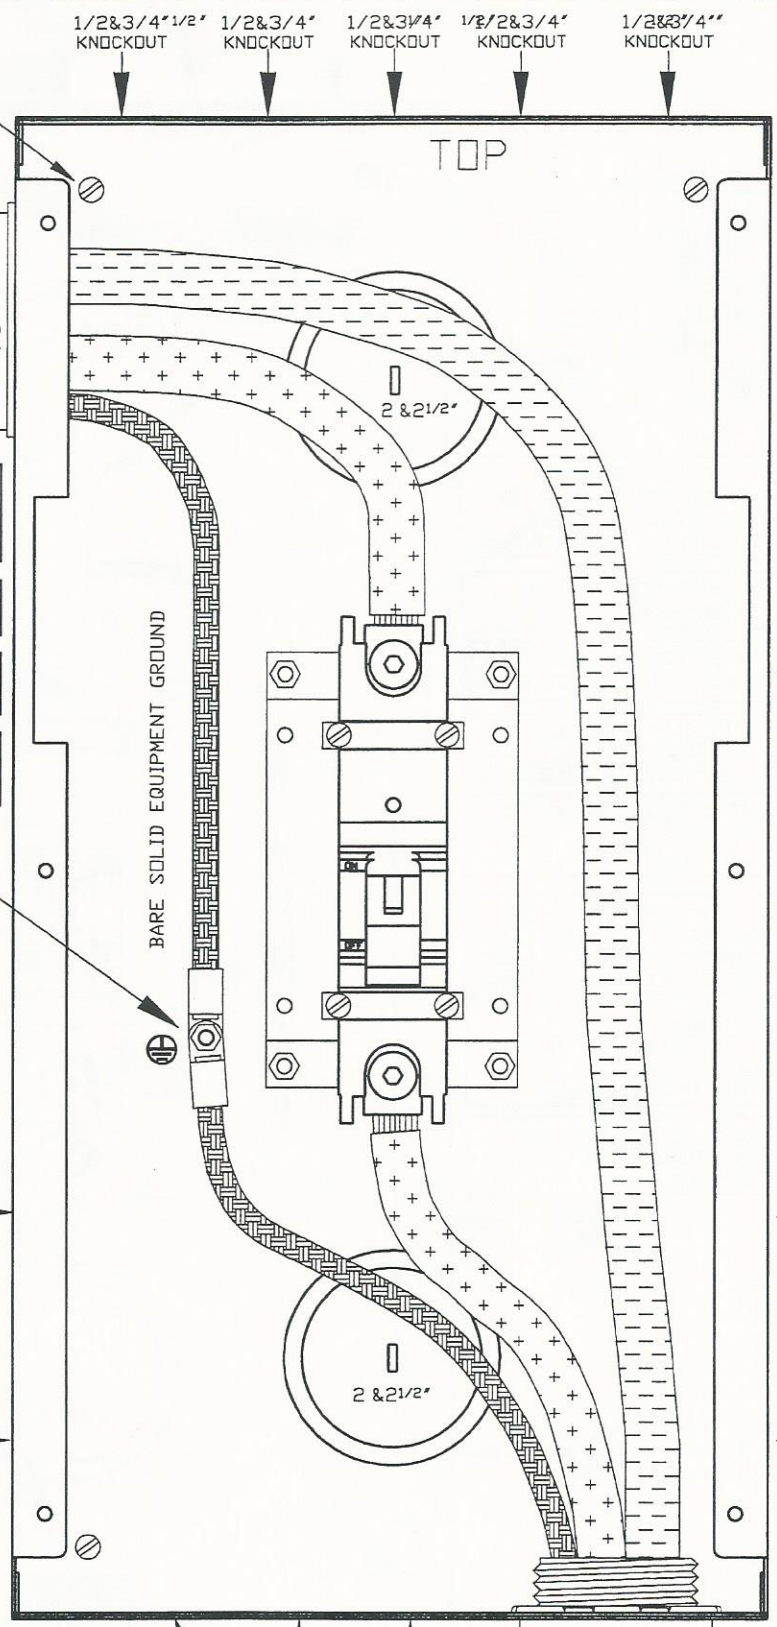 1/2&3/4" 1/2"
KNOCKOUT
1/2&3/4"
KNOCKOUT
1/2&3/4"
KNOCKOUT
1/2&3/4"
KNOCKOUT
1/2&3/4"
KNOCKOUT
TOP
2 &2 1/2"
BARE SOLID EQUIPMENT GROUND
ON
OFF
2 &2 1/2"